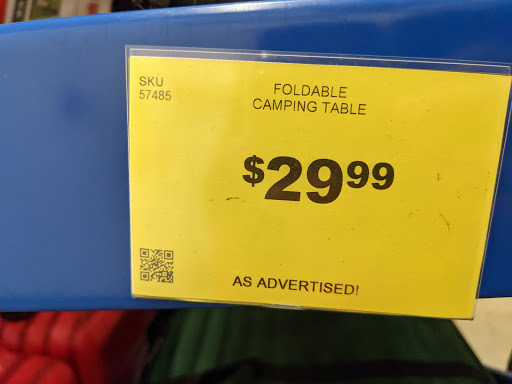 SKU
57485
FOLDABLE
CAMPING TABLE
$29.99
AS ADVERTISED!